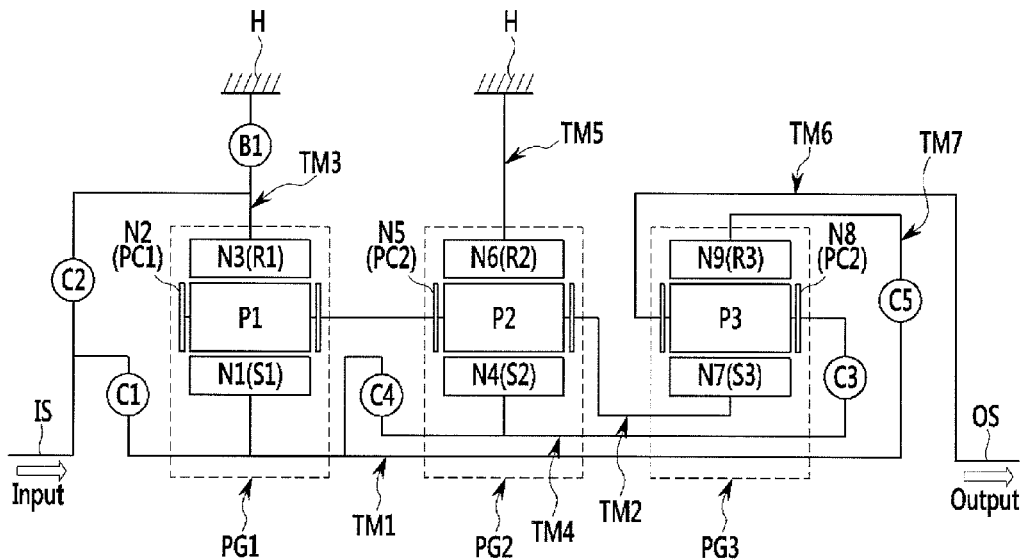 H
H
B1
TM3
TM5
TM6
TM7
N2
(PC1)
N3(R1)
N5
(PC2)
N6(R2)
N9(R3)
N8
(PC2)
C2
P1
P2
P3
C5
C1
N1(S1)
C4
N4(S2)
N7(S3)
C3
IS
OS
Input
Output
PG1
TM1
PG2
TM4
TM2
PG3